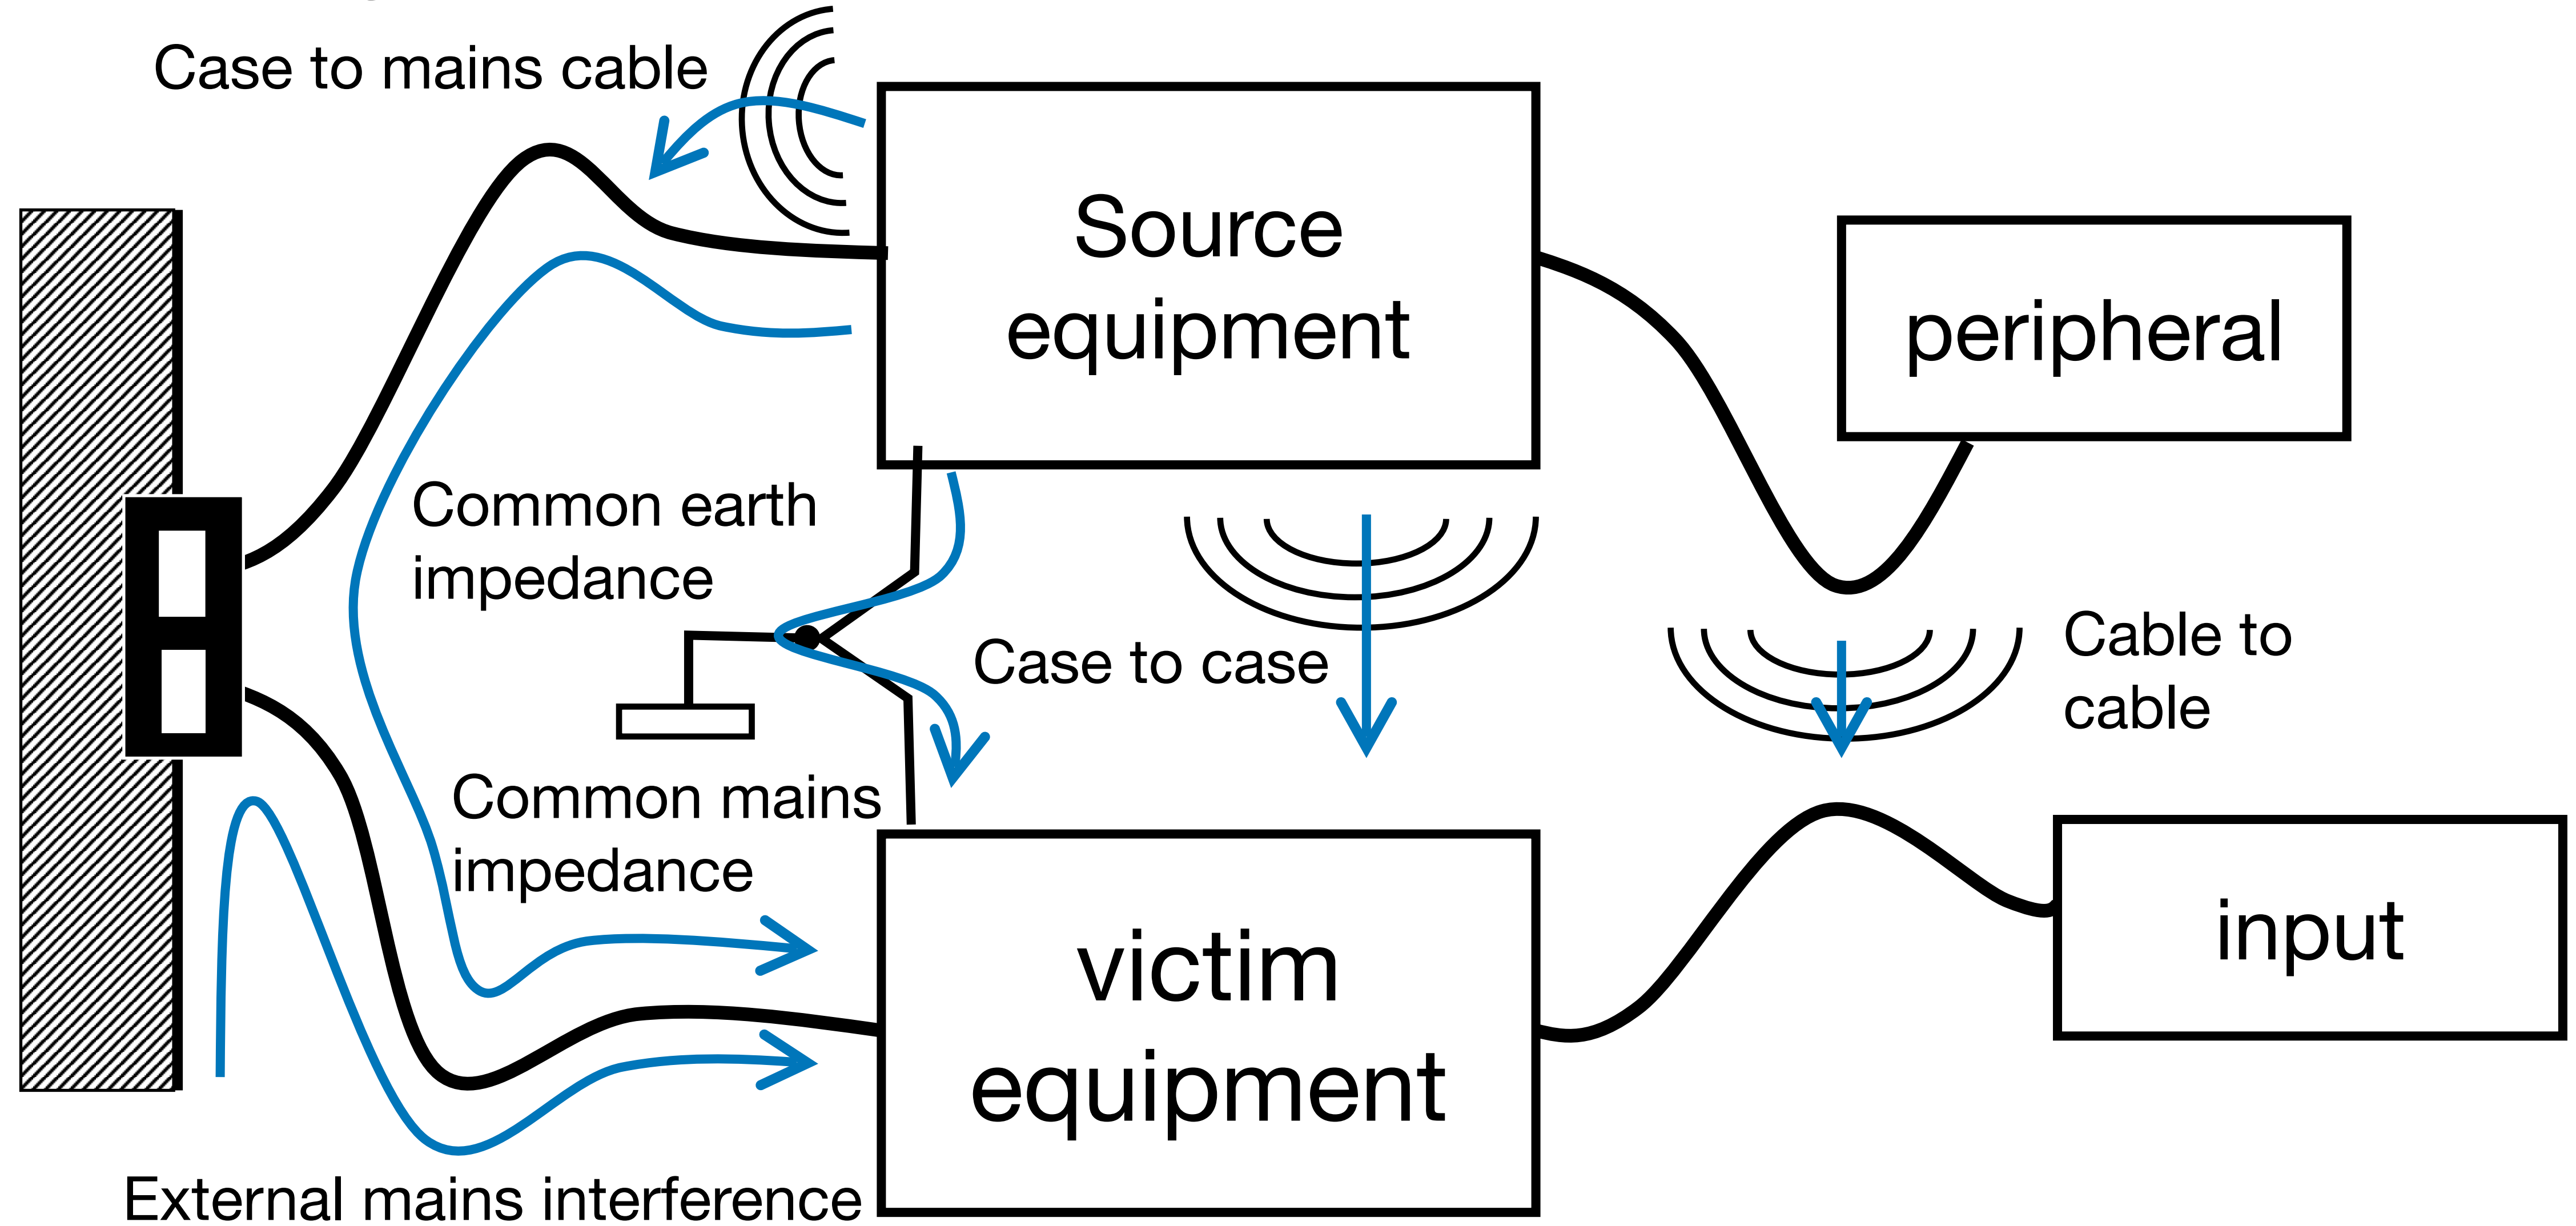 Case to mains cable
Source
equipment
peripheral
Common earth
impedance
Case to case
Cable to
cable
Common mains
impedance
victim
equipment
input
External mains interference